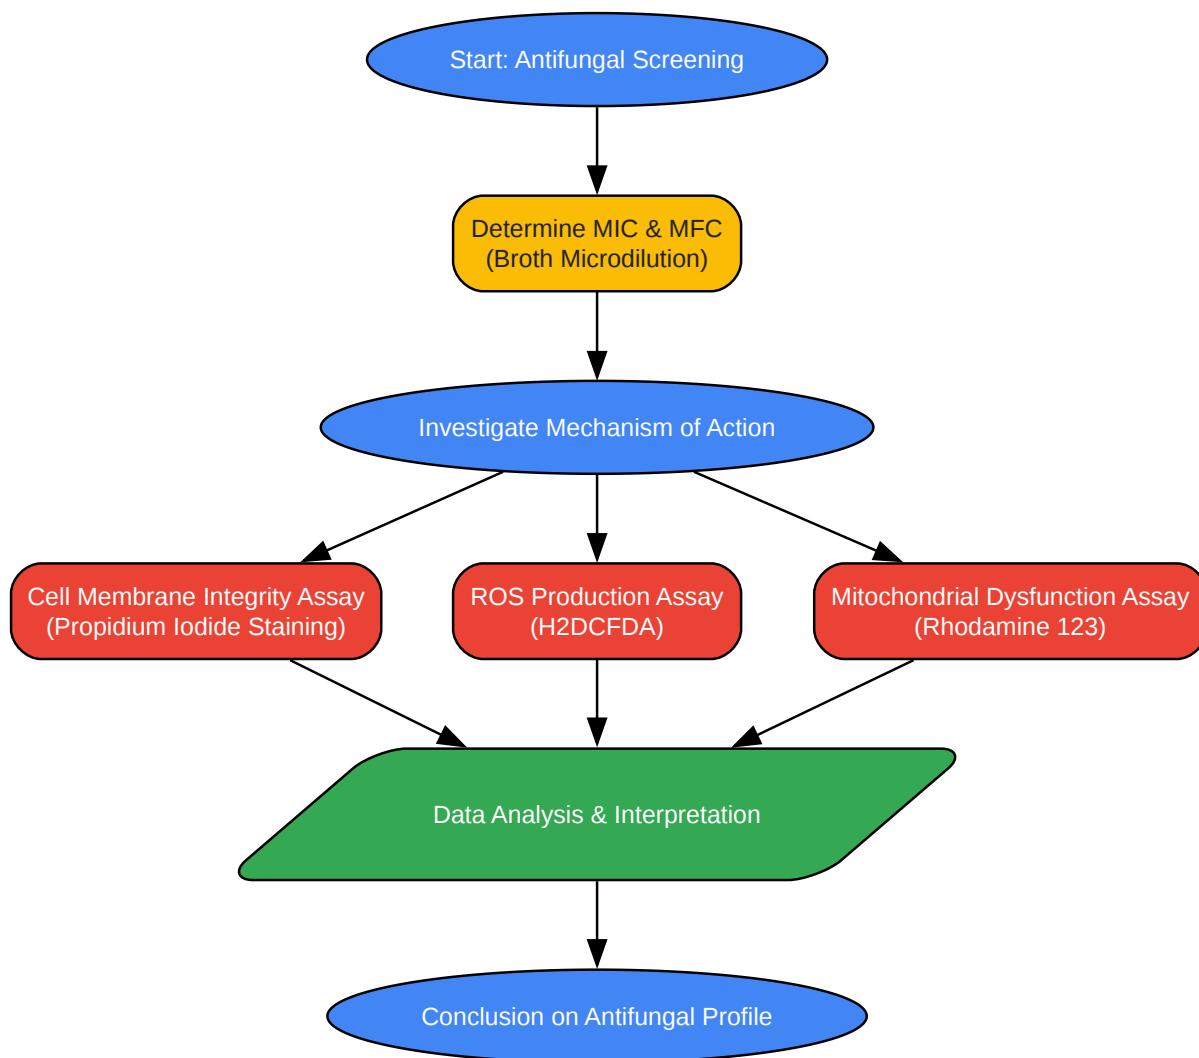 Start: Antifungal Screening
Determine MIC & MFC
(Broth Microdilution)
Investigate Mechanism of Action
Cell Membrane Integrity Assay
(Propidium Iodide Staining)
ROS Production Assay
(H2DCFDA)
Mitochondrial Dysfunction Assay
(Rhodamine 123)
Data Analysis & Interpretation
Conclusion on Antifungal Profile